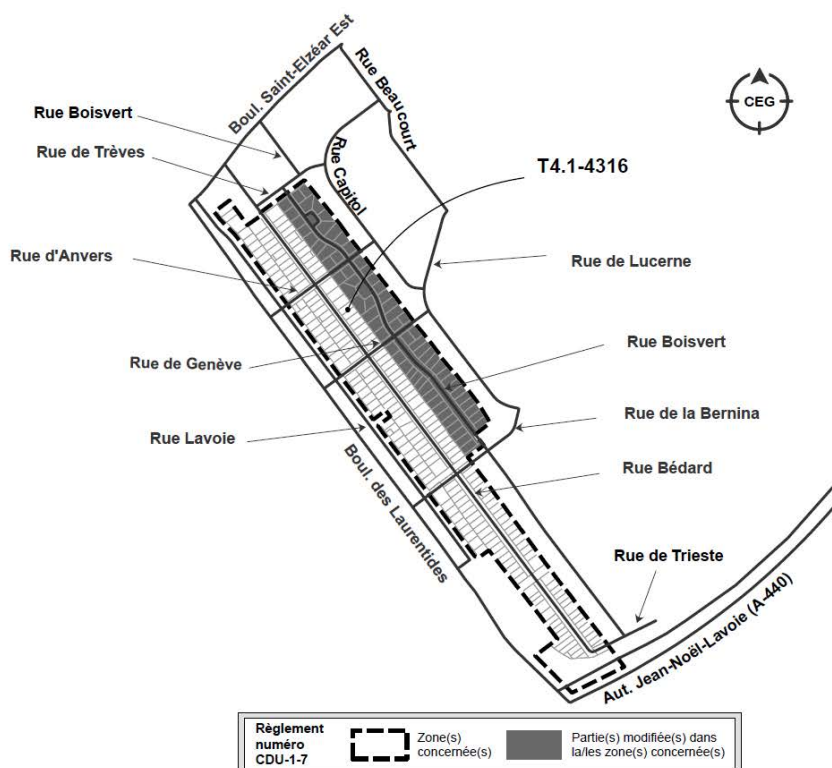 Boul. Saint-Elzéar Est
Rue Beaucourt
CEG
Rue Boisvert
Rue de Trèves
Rue Capitol
T4.1-4316
Rue d'Anvers
Rue de Lucerne
Rue de Genève
Rue Boisvert
Rue Lavoie
Rue de la Bernina
Boul. des Laurentides
Rue Bédard
Rue de Trieste
Aut. Jean-Noël-Lavoie (A-440)
Règlement
numéro
CDU-1-7
Zone(s)
concernée(s)
Partie(s) modifiée(s) dans
la/les zone(s) concernée(s)